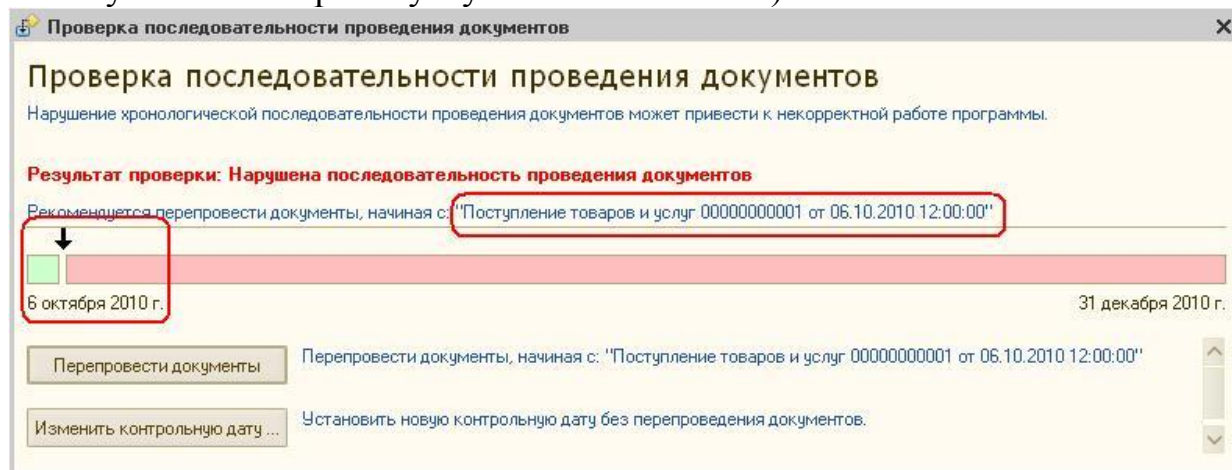 Проверка последовательности проведения документов
Проверка последовательности проведения документов
Нарушение хронологической последовательности проведения документов может привести к некорректной работе программы.
Результат проверки: Нарушена последовательность проведения документов
Рекомендуется перепровести документы, начиная с: "Поступление товаров и услуг 00000000001 от 06.10.2010 12:00:00"
6 октября 2010 г.
31 декабря 2010 г.
Перепровести документы
Перепровести документы, начиная с: "Поступление товаров и услуг 00000000001 от 06.10.2010 12:00:00"
Изменить контрольную дату ...
Установить новую контрольную дату без перепроведения документов.